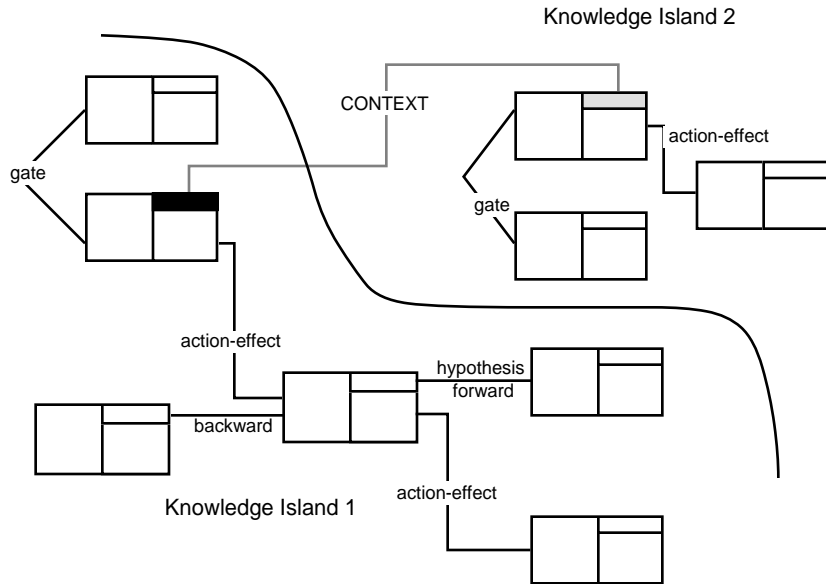 Knowledge Island 2
CONTEXT
action-effect
gate
gate
action-effect
hypothesis
forward
backward
action-effect
Knowledge Island 1